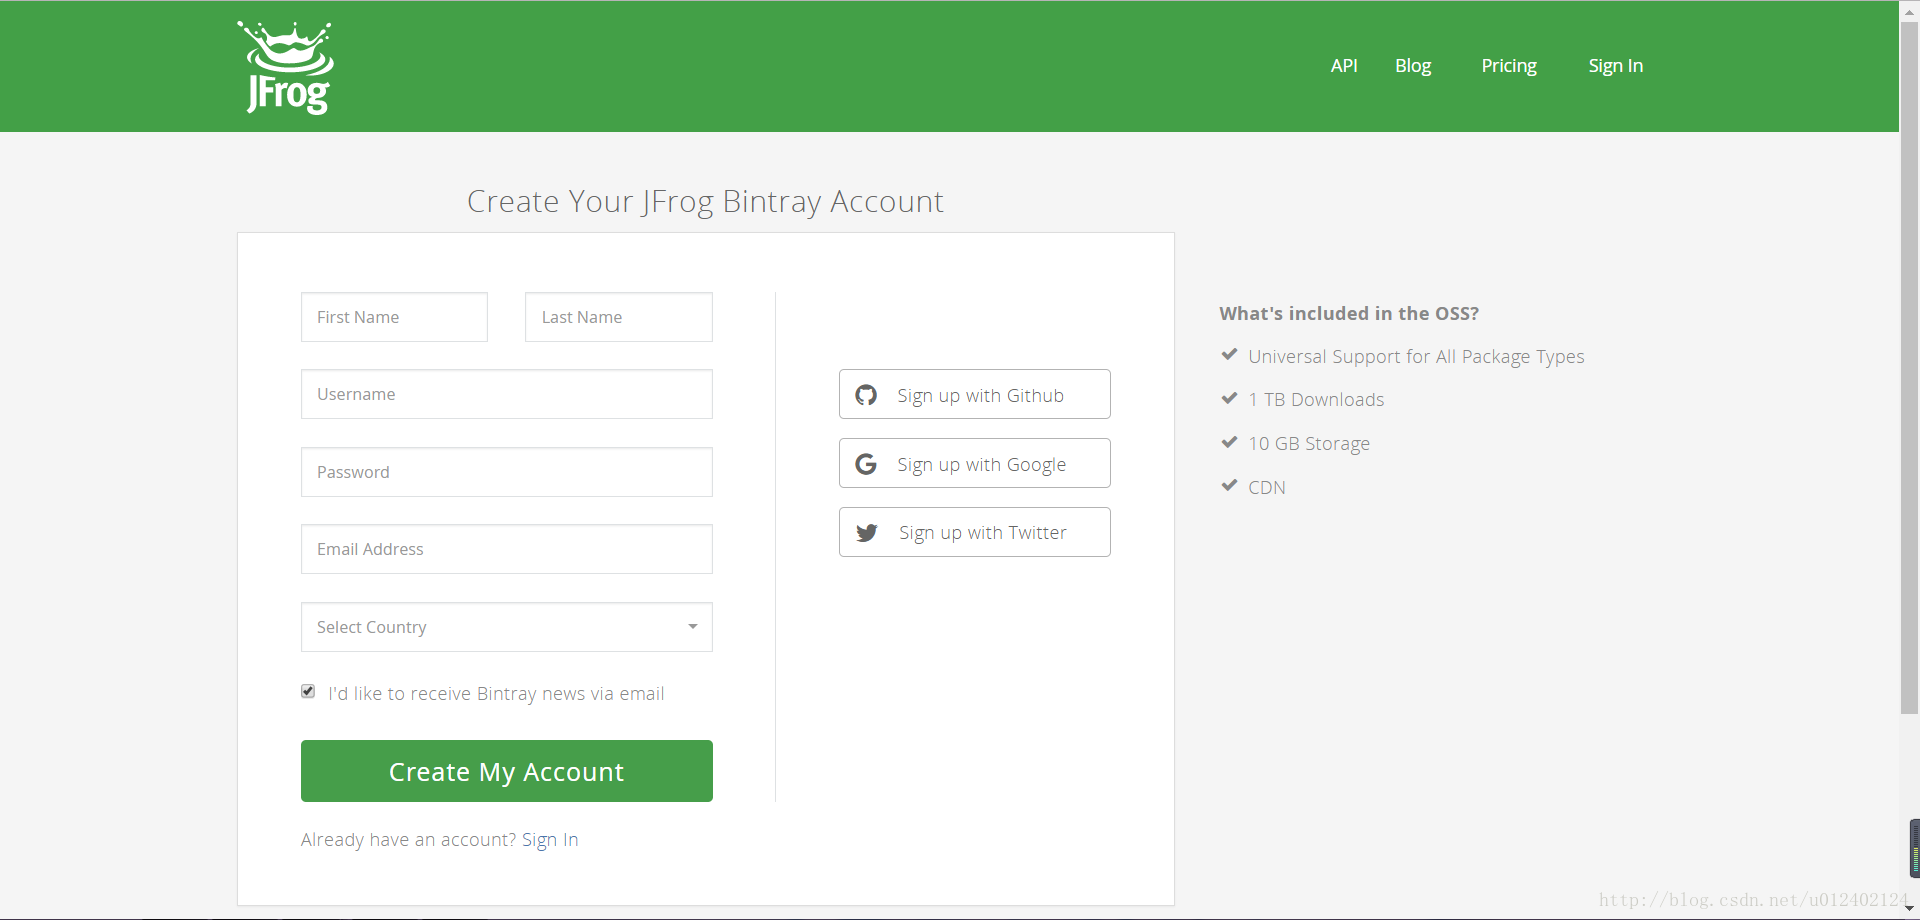 JFrog
API Blog Pricing Sign In
Create Your JFrog Bintray Account
First Name Last Name
Username
Password
Email Address
Select Country
I'd like to receive Bintray news via email
Create My Account
Already have an account? Sign In
Sign up with Github
Sign up with Google
Sign up with Twitter
What's included in the OSS?
Universal Support for All Package Types
1 TB Downloads
10 GB Storage
CDN
http://blog.csdn.net/u012402124